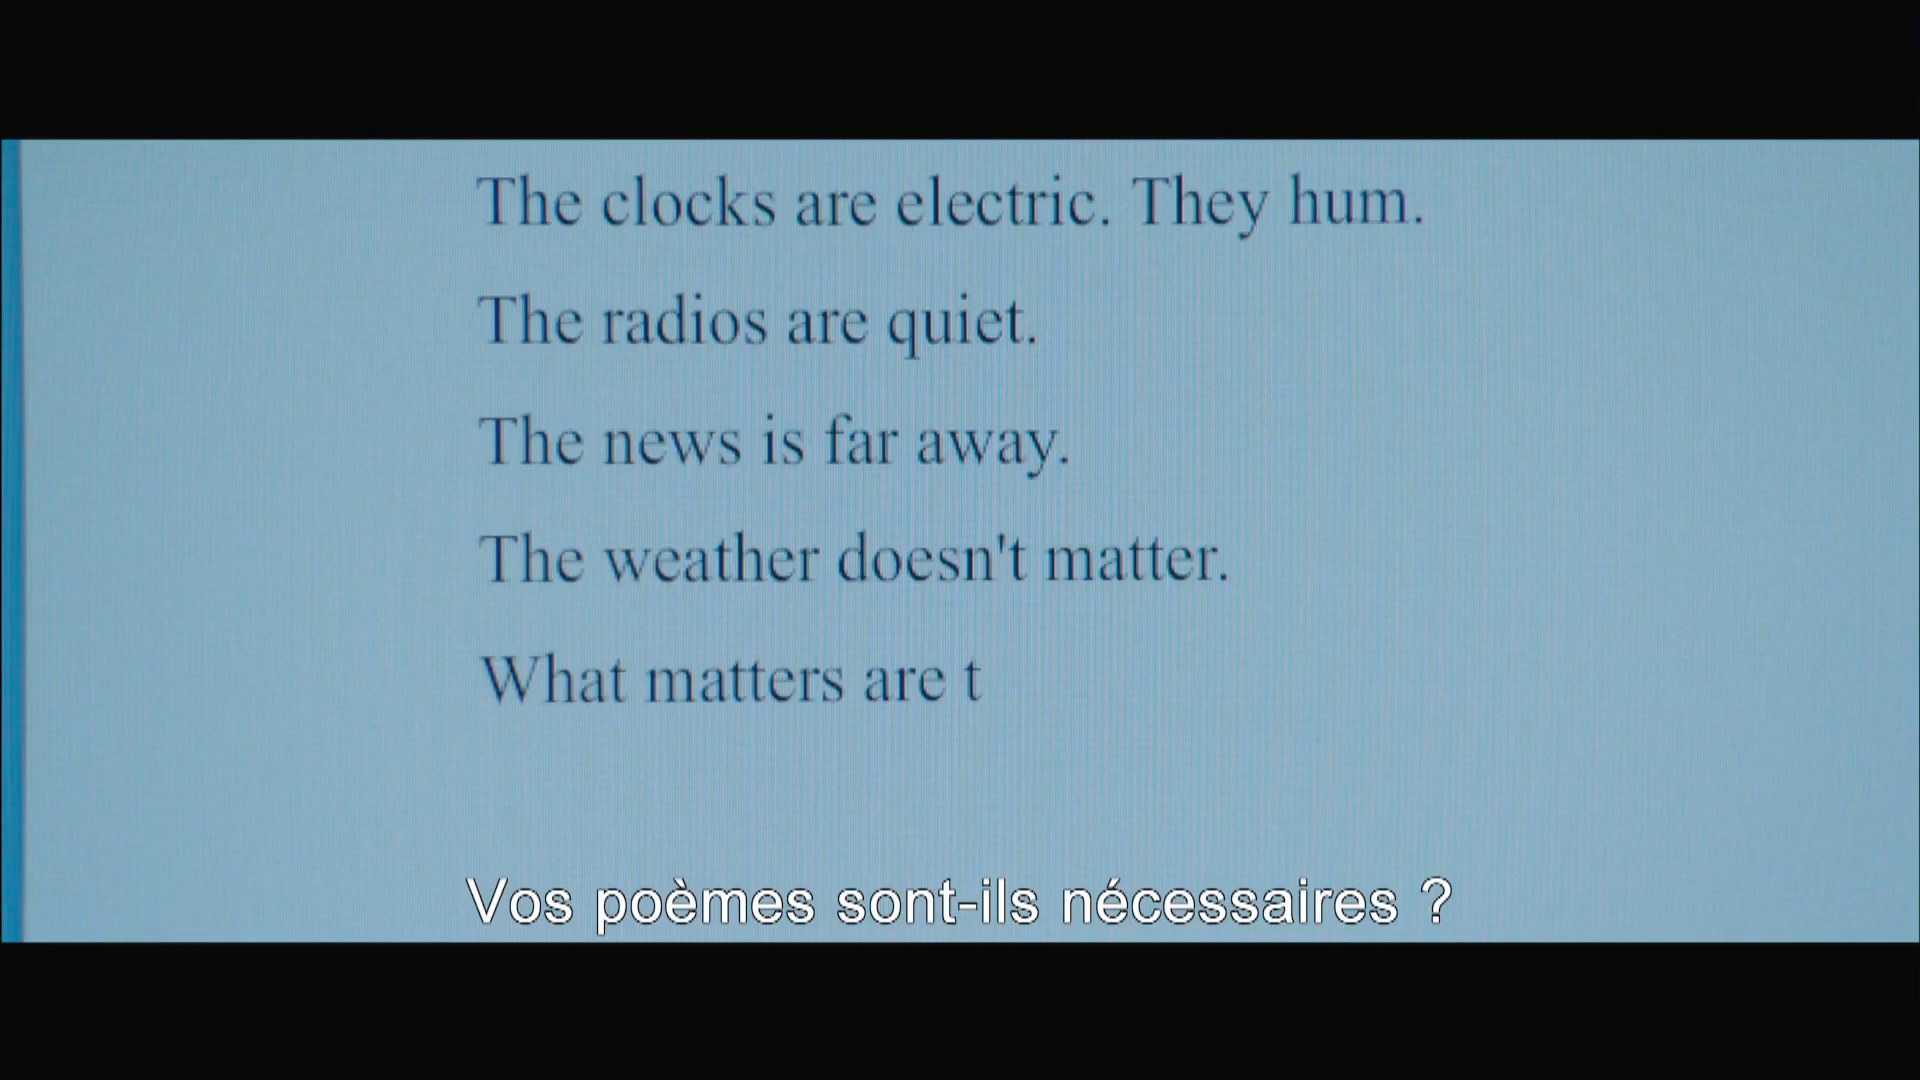 The clocks are electric. They hum.
The radios are quiet.
The news is far away.
The weather doesn't matter.
What matters are t
Vos poèmes sont-ils nécessaires ?